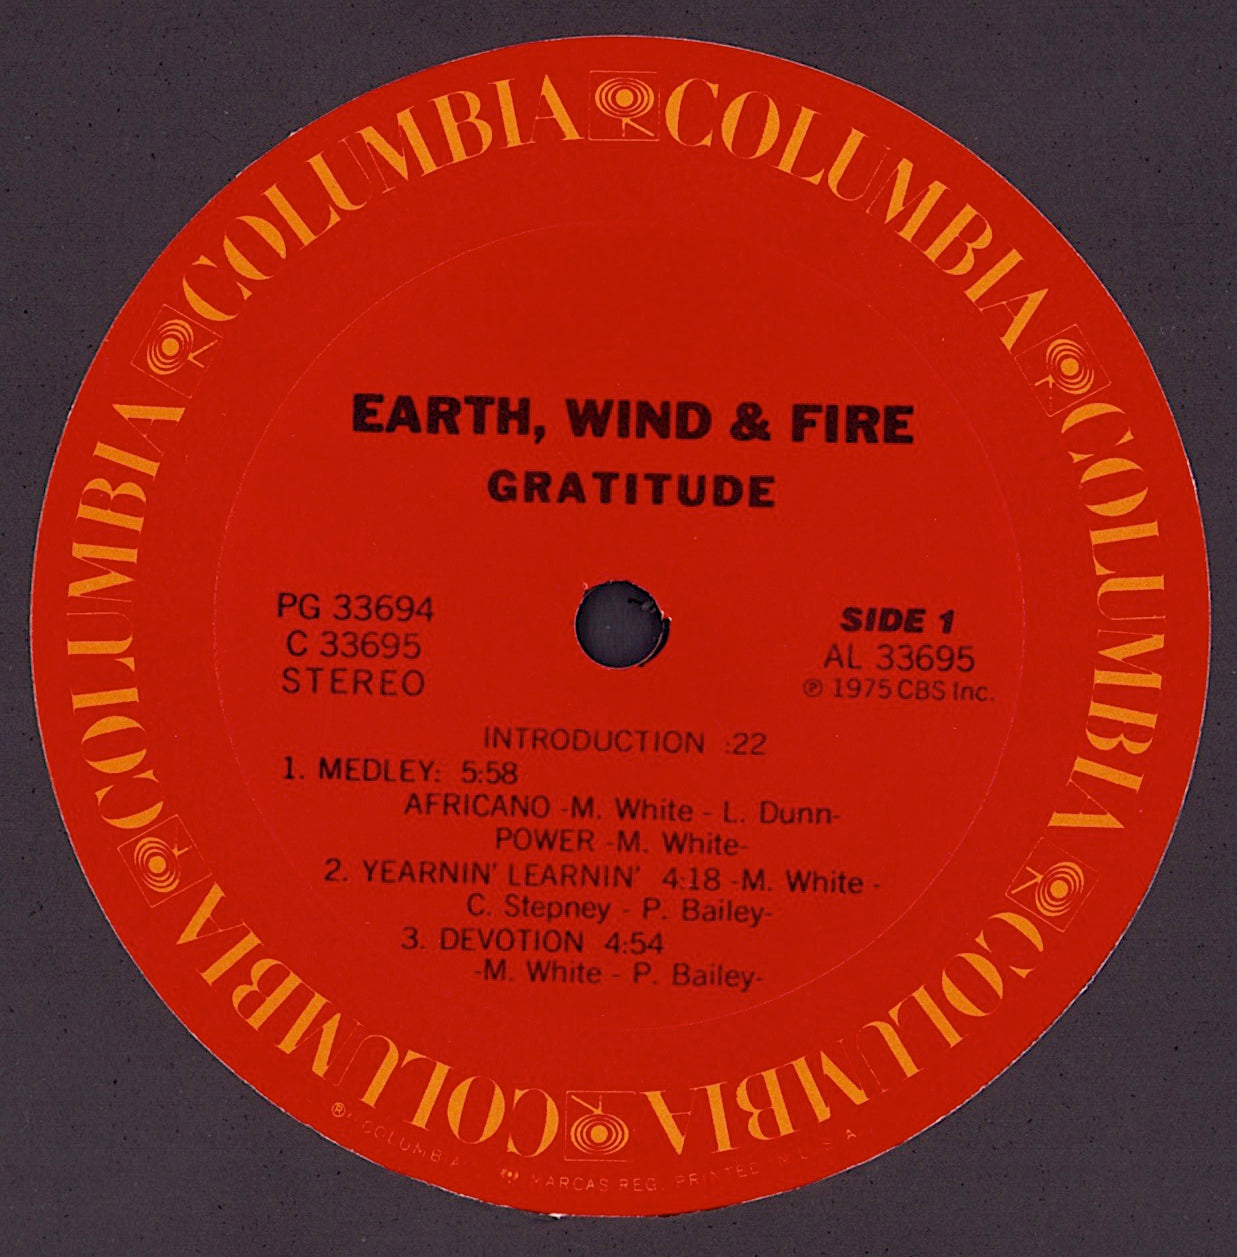 COLUMBIA COLUMBIA COLUMBIA COLUMBIA COLUMBIA COLUMBIA
EARTH, WIND & FIRE
GRATITUDE
PG 33694
C 33695
STEREO
SIDE 1
AL 33695
℗ 1975 CBS Inc.
INTRODUCTION :22
1. MEDLEY: 5:58
AFRICANO -M. White - L. Dunn-
POWER -M. White-
2. YEARNIN' LEARNIN' 4:18 -M. White -
C. Stepney - P. Bailey-
3. DEVOTION 4:54
-M. White - P. Bailey-
® COLUMBIA MARCAS REG. PRINTED IN U.S.A.